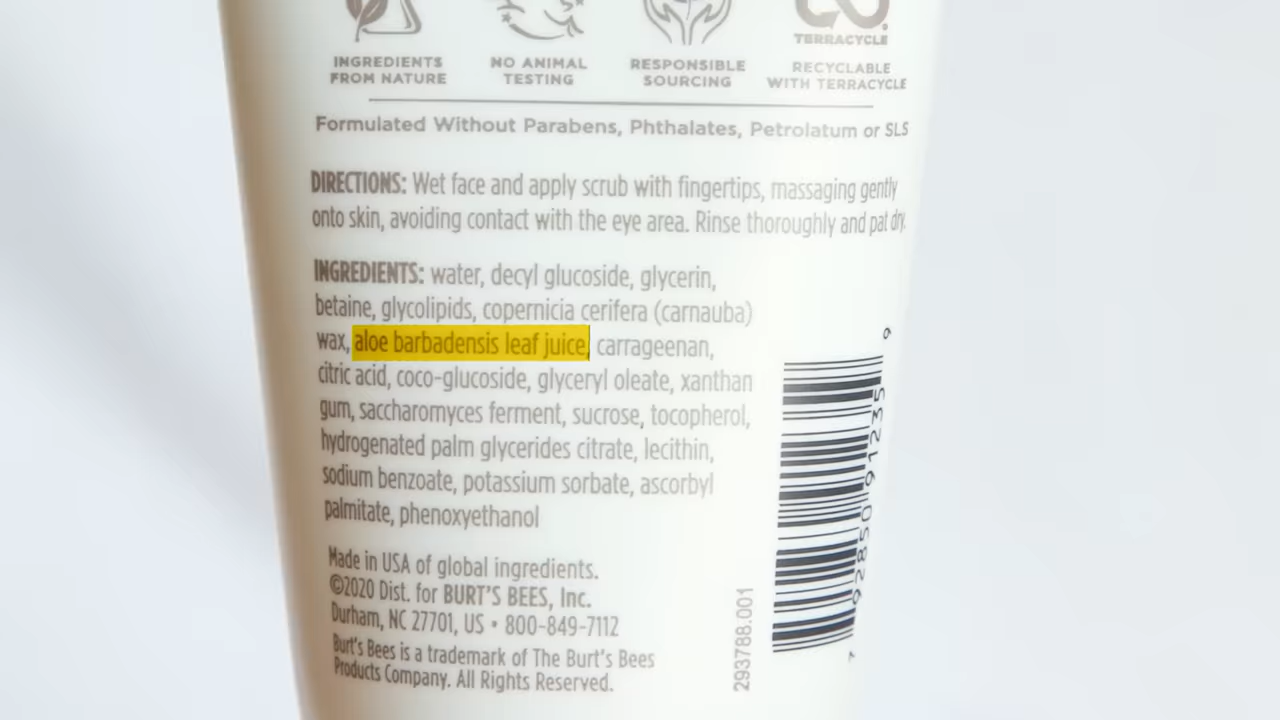 TERRACYCLE
INGREDIENTS
FROM NATURE
NO ANIMAL
TESTING
RESPONSIBLE
SOURCING
RECYCLABLE
WITH TERRACYCLE
Formulated Without Parabens, Phthalates, Petrolatum or SLS
DIRECTIONS: Wet face and apply scrub with fingertips, massaging gently
onto skin, avoiding contact with the eye area. Rinse thoroughly and pat dry.
INGREDIENTS: water, decyl glucoside, glycerin,
betaine, glycolipids, copernicia cerifera (carnauba)
wax, aloe barbadensis leaf juice, carrageenan,
citric acid, coco-glucoside, glyceryl oleate, xanthan
gum, saccharomyces ferment, sucrose, tocopherol,
hydrogenated palm glycerides citrate, lecithin,
sodium benzoate, potassium sorbate, ascorbyl
palmitate, phenoxyethanol
Made in USA of global ingredients.
©2020 Dist. for BURT'S BEES, Inc.
Durham, NC 27701, US • 800-849-7112
Burt's Bees is a trademark of The Burt's Bees
Products Company. All Rights Reserved.
293788.001
7 92850 91235 9